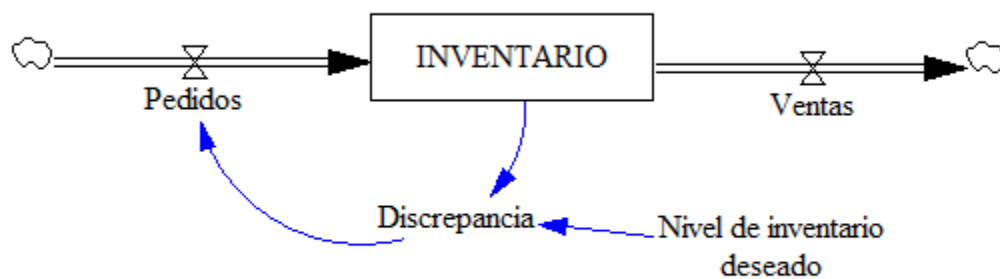 INVENTARIO
Pedidos
Ventas
Discrepancia
Nivel de inventario
deseado